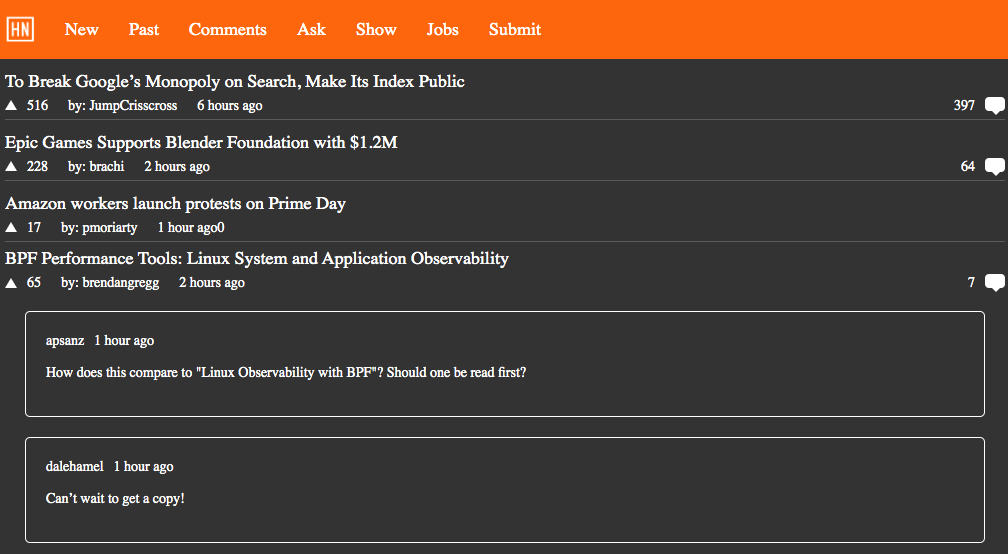 HN New Past Comments Ask Show Jobs Submit
To Break Google’s Monopoly on Search, Make Its Index Public
516 by: JumpCrisscross 6 hours ago 397
Epic Games Supports Blender Foundation with $1.2M
228 by: brachi 2 hours ago 64
Amazon workers launch protests on Prime Day
17 by: pmoriarty 1 hour ago0
BPF Performance Tools: Linux System and Application Observability
65 by: brendangregg 2 hours ago 7
apsanz 1 hour ago
How does this compare to "Linux Observability with BPF"? Should one be read first?
dalehamel 1 hour ago
Can’t wait to get a copy!